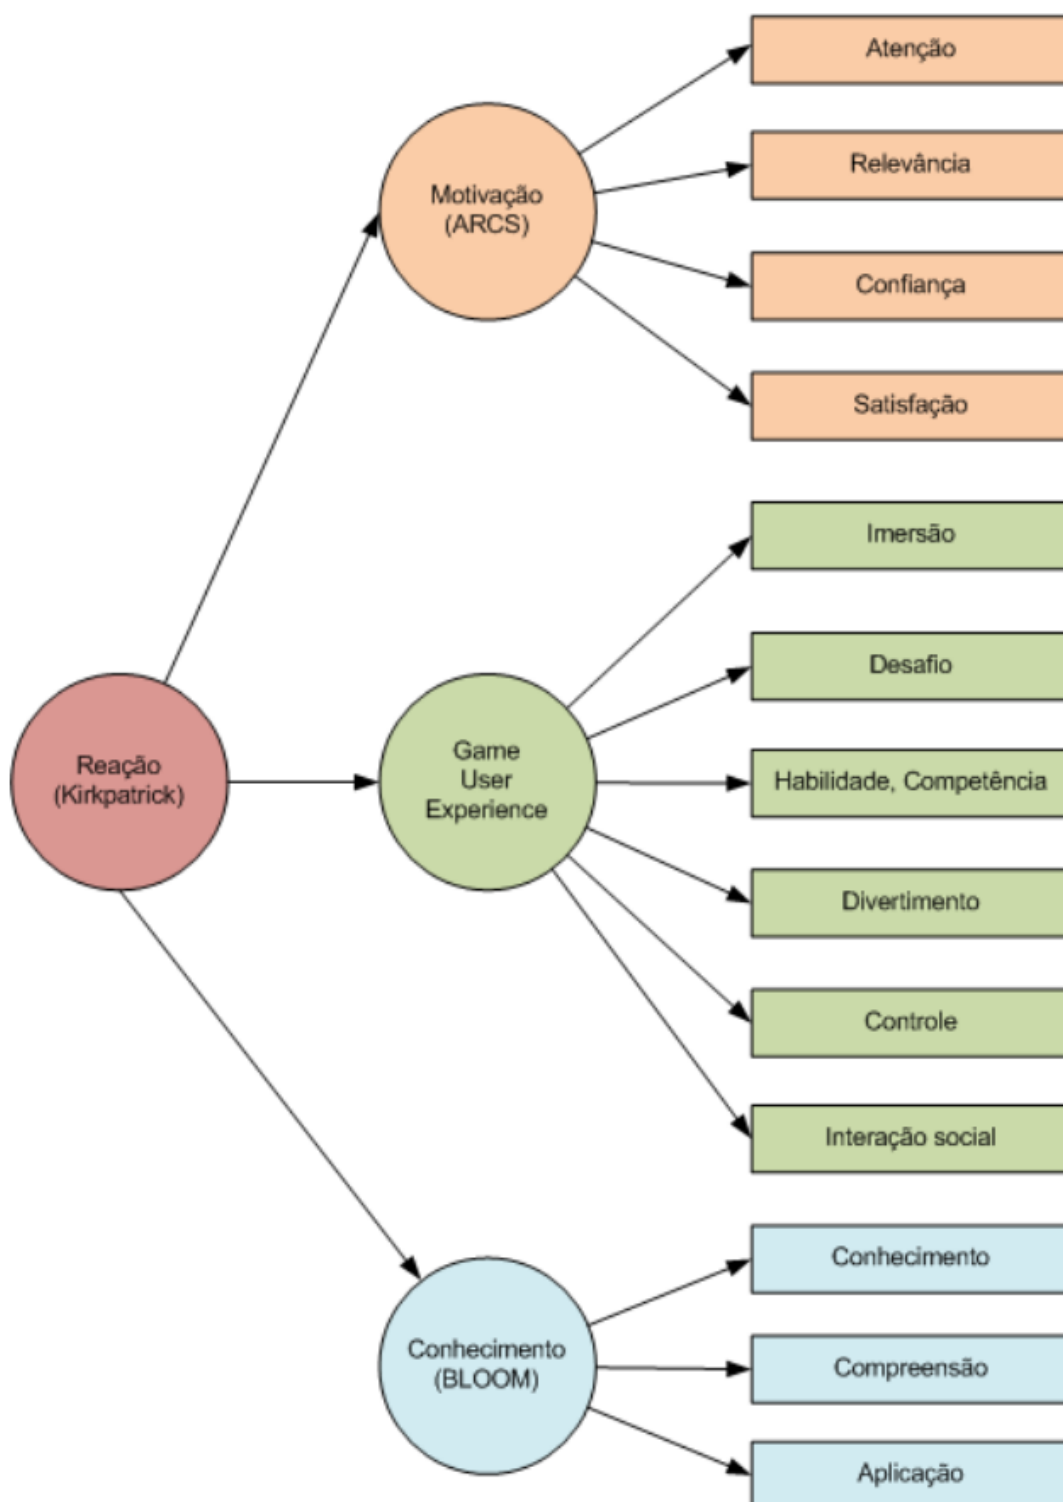 Atenção
Relevância
Confiança
Satisfação
Motivação
(ARCS)
Imersão
Desafio
Habilidade, Competência
Divertimento
Controle
Interação social
Game
User
Experience
Reação
(Kirkpatrick)
Conhecimento
Compreensão
Aplicação
Conhecimento
(BLOOM)